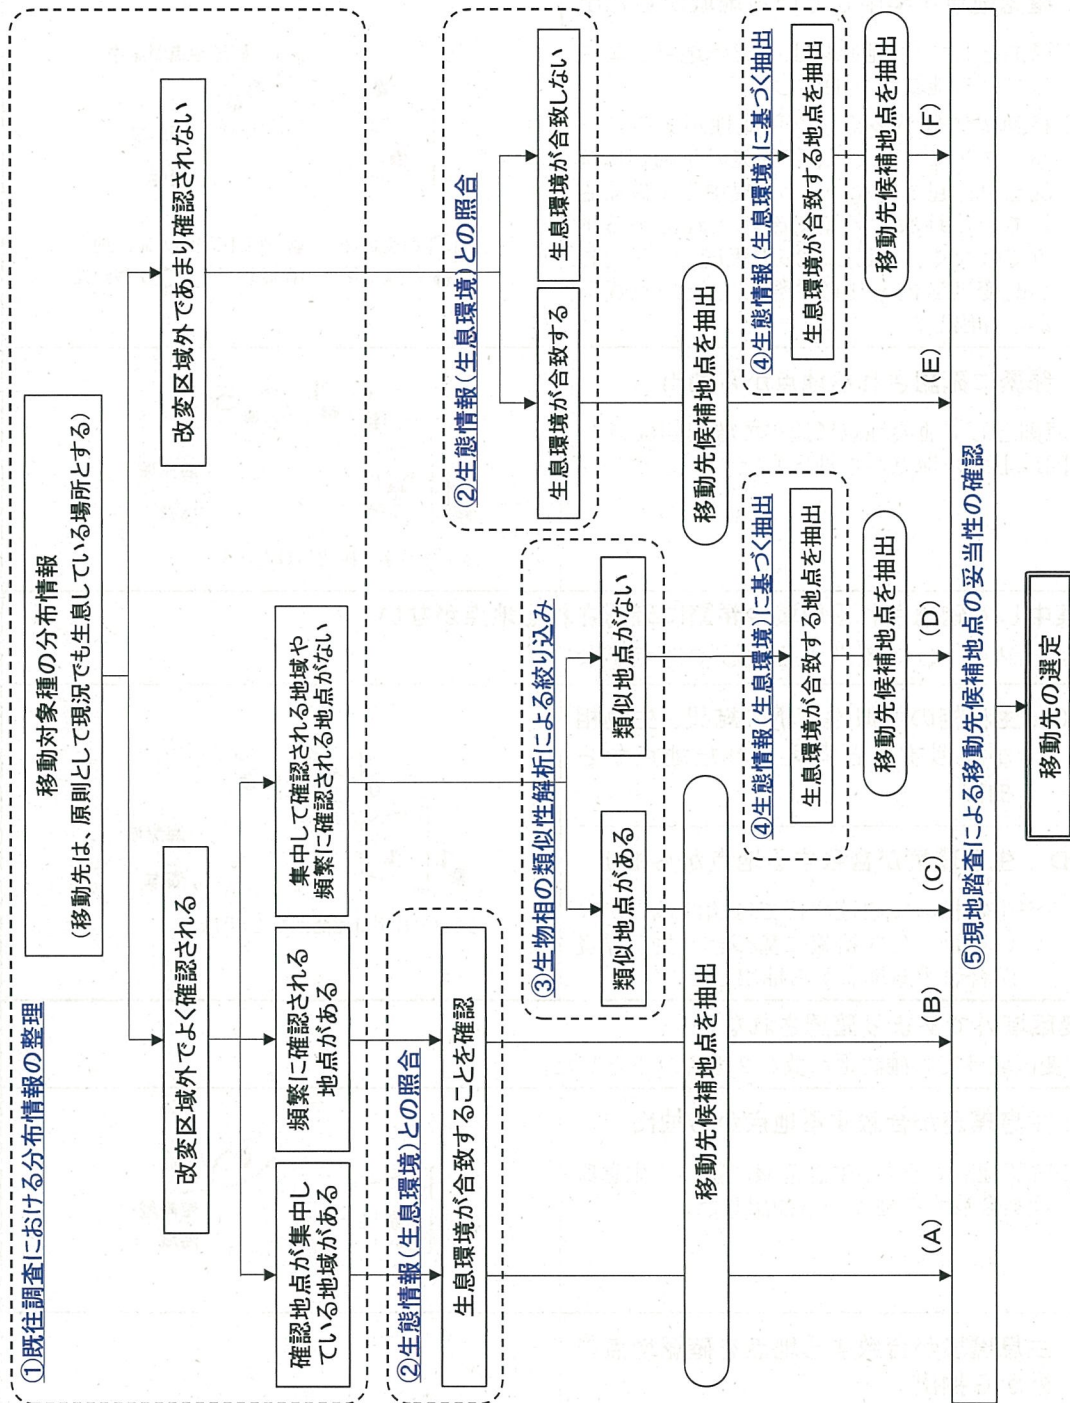 ①既往調査における分布情報の整理
移動対象種の分布情報
(移動先は、原則として現況でも生息している場所とする)
改変区域外でよく確認される
改変区域外であまり確認されない
確認地点が集中し
ている地域がある
頻繁に確認される
地点がある
集中して確認される地域や
頻繁に確認される地点がない
②生態情報(生息環境)との照合
生息環境が合致することを確認
②生態情報(生息環境)との照合
生息環境が合致する
生息環境が合致しない
③生物相の類似性解析による絞り込み
類似地点がある
類似地点がない
④生態情報(生息環境)に基づく抽出
生息環境が合致する地点を抽出
④生態情報(生息環境)に基づく抽出
生息環境が合致する地点を抽出
移動先候補地点を抽出
移動先候補地点を抽出
移動先候補地点を抽出
移動先候補地点を抽出
(A)
(B)
(C)
(D)
(E)
(F)
⑤現地踏査による移動先候補地点の妥当性の確認
移動先の選定